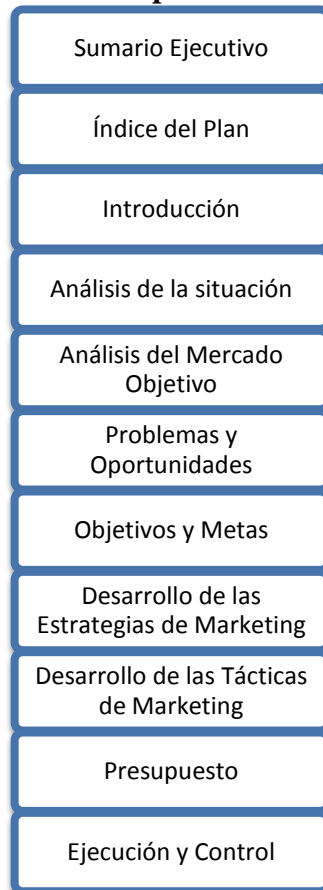 Sumario Ejecutivo
Índice del Plan
Introducción
Análisis de la situación
Análisis del Mercado
Objetivo
Problemas y
Oportunidades
Objetivos y Metas
Desarrollo de las
Estrategias de Marketing
Desarrollo de las Tácticas
de Marketing
Presupuesto
Ejecución y Control